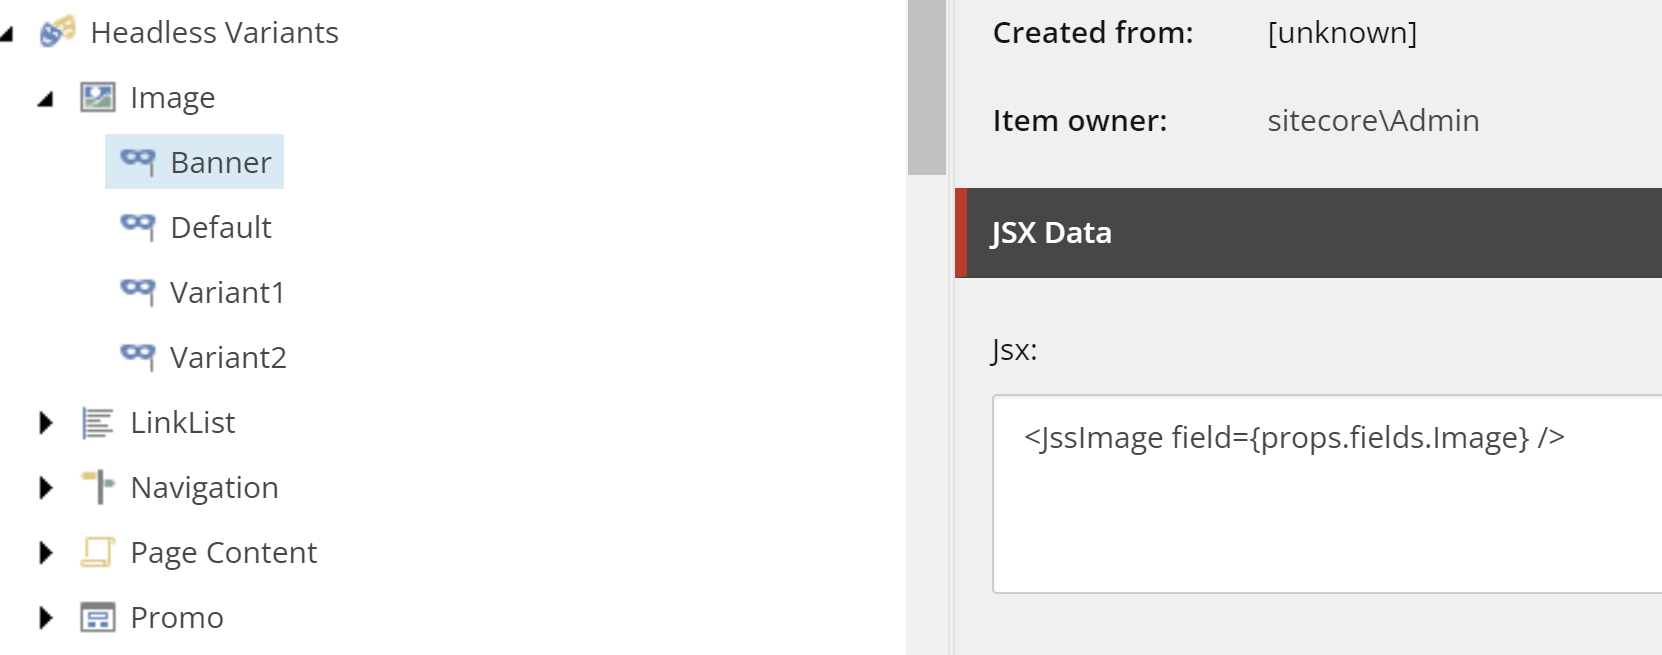 Headless Variants
Image
Banner
Default
Variant1
Variant2
LinkList
Navigation
Page Content
Promo
Created from: [unknown]
Item owner: sitecore\Admin
JSX Data
Jsx:
<JssImage field={props.fields.Image} />